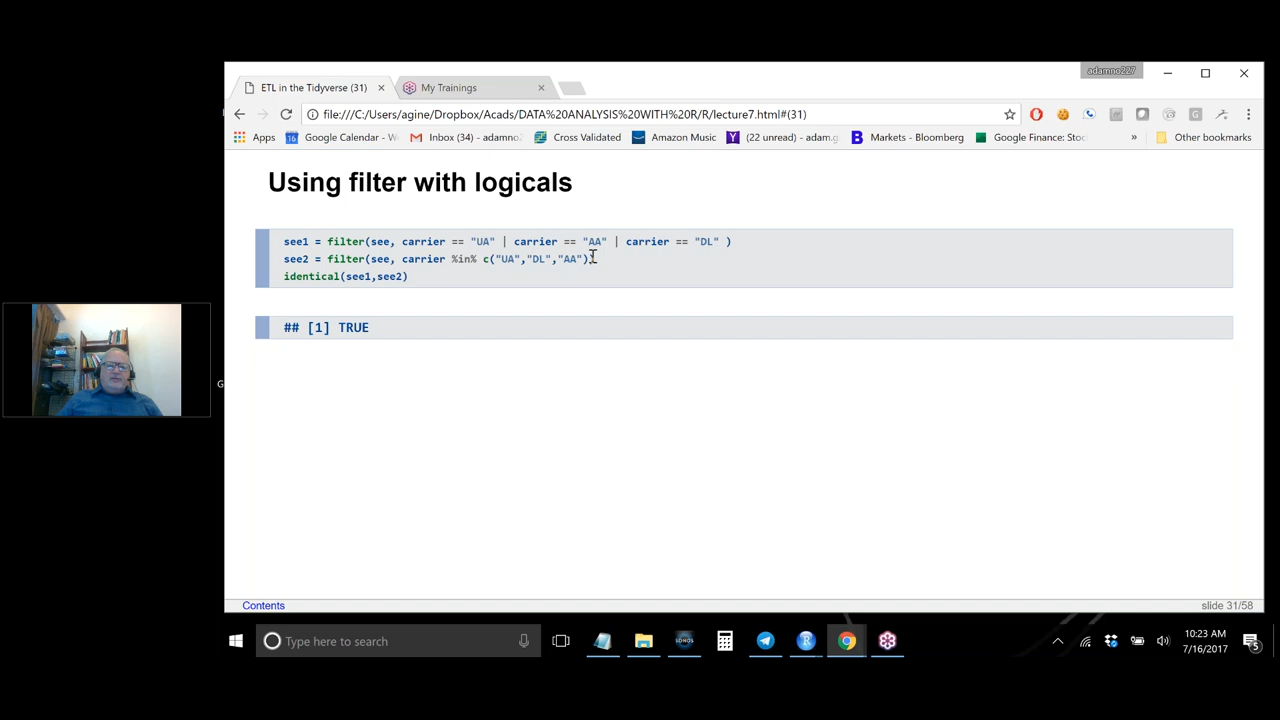 adamno227
ETL in the Tidyverse (31)
My Trainings
file:///C:/Users/agine/Dropbox/Acads/DATA%20ANALYSIS%20WITH%20R/R/lecture7.html#(31)
Apps
Google Calendar - W
Inbox (34) - adamno
Cross Validated
Amazon Music
(22 unread) - adam.g
Markets - Bloomberg
Google Finance: Stoc
»
Other bookmarks
Using filter with logicals
see1 = filter(see, carrier == "UA" | carrier == "AA" | carrier == "DL" )
see2 = filter(see, carrier %in% c("UA","DL","AA"))
identical(see1,see2)
## [1] TRUE
G
Contents
slide 31/58
Type here to search
SONOS
10:23 AM
7/16/2017
5